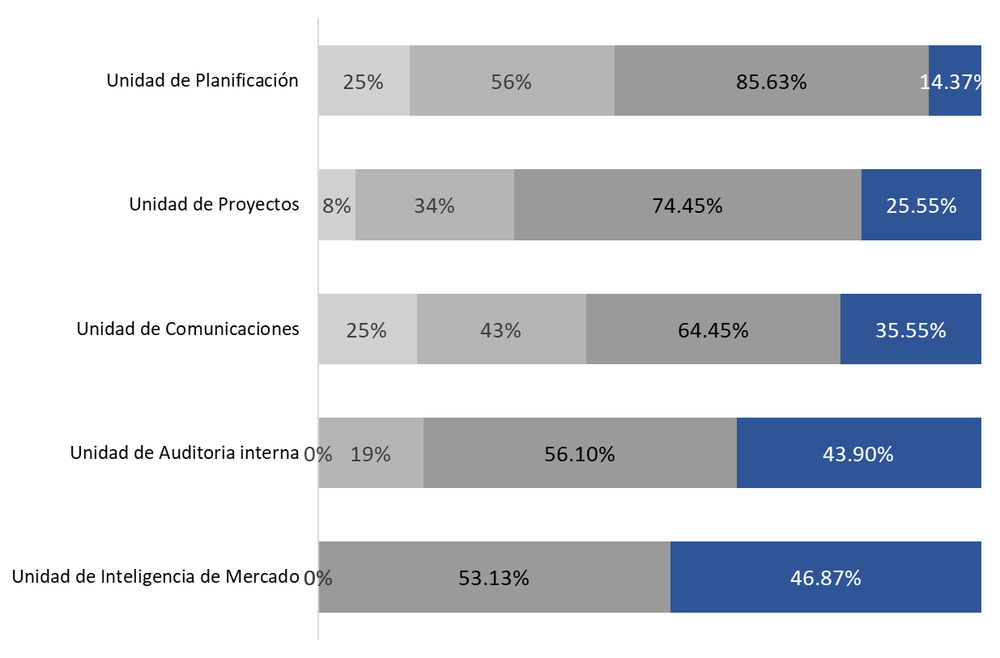 Unidad de Planificación 25% 56% 85.63% 14.37%
Unidad de Proyectos 8% 34% 74.45% 25.55%
Unidad de Comunicaciones 25% 43% 64.45% 35.55%
Unidad de Auditoria interna 0% 19% 56.10% 43.90%
Unidad de Inteligencia de Mercado 0% 53.13% 46.87%